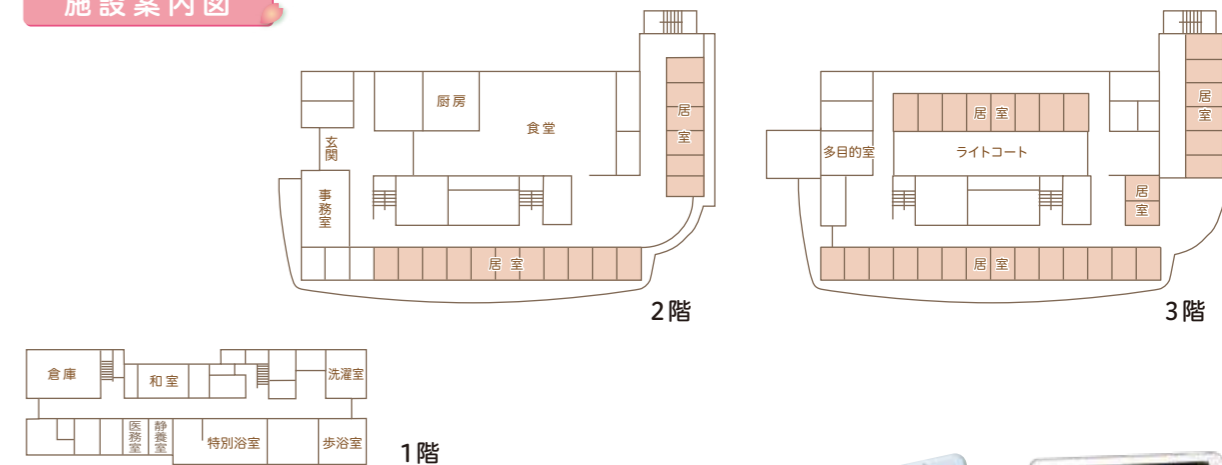 施設案内図
厨房
食堂
玄関
事務室
居室
居室
2階
居室
多目的室
ライトコート
居室
居室
居室
3階
倉庫
和室
洗濯室
医務室
静養室
特別浴室
歩浴室
1階